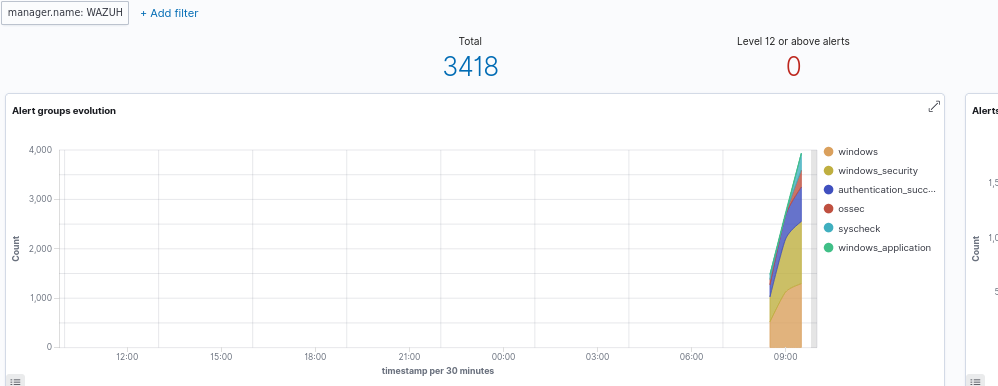 manager.name: WAZUH
+ Add filter
Total
Level 12 or above alerts
3418
0
Alert groups evolution
Alerts
4,000
3,000
2,000
1,000
0
Count
12:00
15:00
18:00
21:00
00:00
03:00
06:00
09:00
timestamp per 30 minutes
windows
windows_security
authentication_succ...
ossec
syscheck
windows_application
Count
1,5
1,0
5